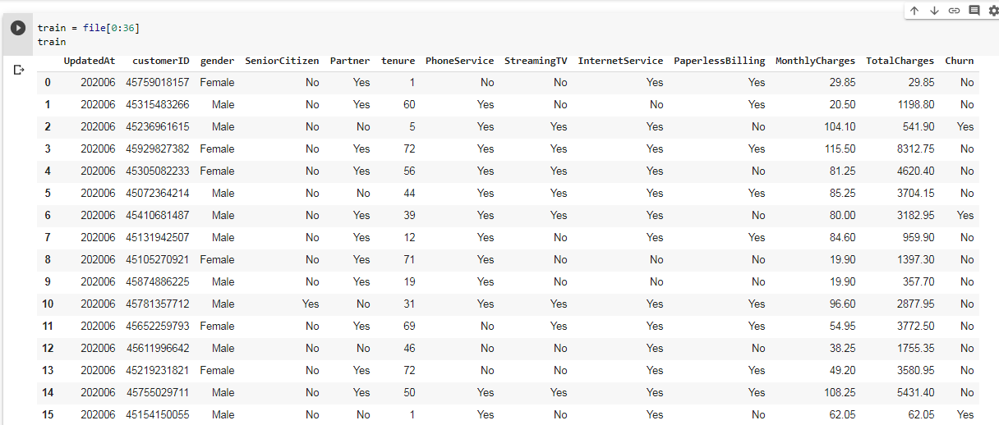 train = file[0:36]
train
UpdatedAt customerID gender SeniorCitizen Partner tenure PhoneService StreamingTV InternetService PaperlessBilling MonthlyCharges TotalCharges Churn
0 202006 45759018157 Female No Yes 1 No No Yes Yes 29.85 29.85 No
1 202006 45315483266 Male No Yes 60 Yes No No Yes 20.50 1198.80 No
2 202006 45236961615 Male No No 5 Yes Yes Yes No 104.10 541.90 Yes
3 202006 45929827382 Female No Yes 72 Yes Yes Yes Yes 115.50 8312.75 No
4 202006 45305082233 Female No Yes 56 Yes Yes Yes No 81.25 4620.40 No
5 202006 45072364214 Male No No 44 Yes Yes Yes Yes 85.25 3704.15 No
6 202006 45410681487 Male No Yes 39 Yes Yes Yes No 80.00 3182.95 Yes
7 202006 45131942507 Male No Yes 12 Yes No Yes Yes 84.60 959.90 No
8 202006 45105270921 Female No Yes 71 Yes No No No 19.90 1397.30 No
9 202006 45874886225 Male No Yes 19 Yes No No No 19.90 357.70 No
10 202006 45781357712 Male Yes No 31 Yes Yes Yes Yes 96.60 2877.95 No
11 202006 45652259793 Female No Yes 69 No Yes Yes Yes 54.95 3772.50 No
12 202006 45611996642 Male No No 46 No No Yes No 38.25 1755.35 No
13 202006 45219231821 Female No Yes 72 No No Yes Yes 49.20 3580.95 No
14 202006 45755029711 Male No Yes 50 Yes Yes Yes Yes 108.25 5431.40 No
15 202006 45154150055 Male No No 1 Yes No Yes No 62.05 62.05 Yes